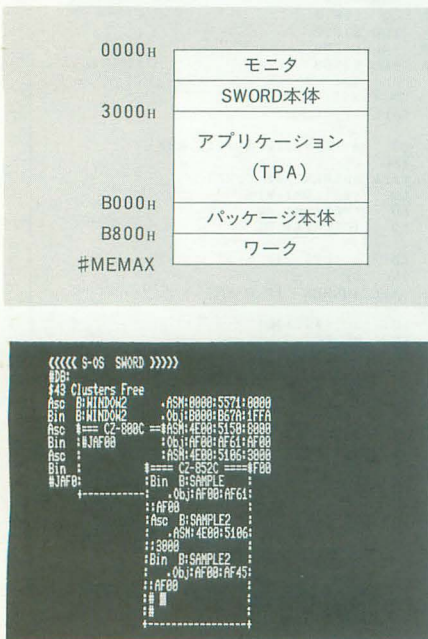 0000H
モニタ
SWORD本体
3000H
アプリケーション
(TPA)
B000H
パッケージ本体
B800H
ワーク
#MEMAX
<<<<< S-OS SWORD >>>>>
#DB:
$43 Clusters Free
Asc B:WINDOW2 .ASM:0000:5571:0000
Bin B:WINDOW2 .Obj:B000:B67A:1FFA
Asc #=== CZ-800C ==#ASM:4E00:5150:8000
Bin :#JAF00 :Obj:AF00:AF61:AF00
Asc : :ASM:4E00:5106:3000
Bin : #==== CZ-852C ====#F00
#JAF0: :Bin B:SAMPLE :
+----------- : .Obj:AF00:AF61:
::AF00 :
:Asc B:SAMPLE2 :
: .ASM:4E00:5106:
::3000 :
:Bin B:SAMPLE2 :
: .Obj:AF00:AF45:
::AF00 :
:# :
:# :
+------------------+